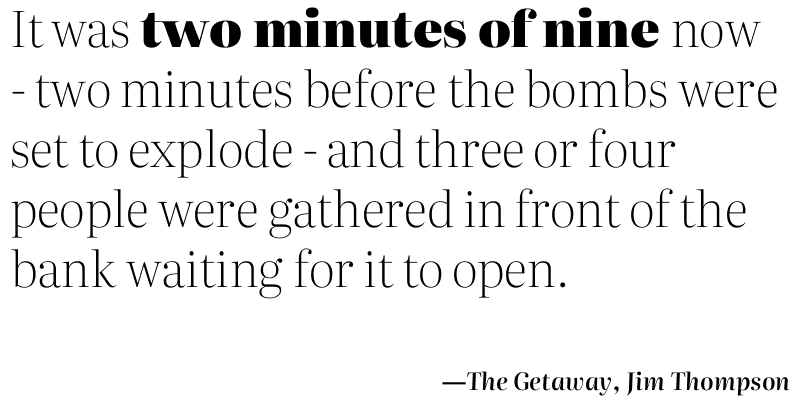 It was two minutes of nine now
- two minutes before the bombs were
set to explode - and three or four
people were gathered in front of the
bank waiting for it to open.
—The Getaway, Jim Thompson